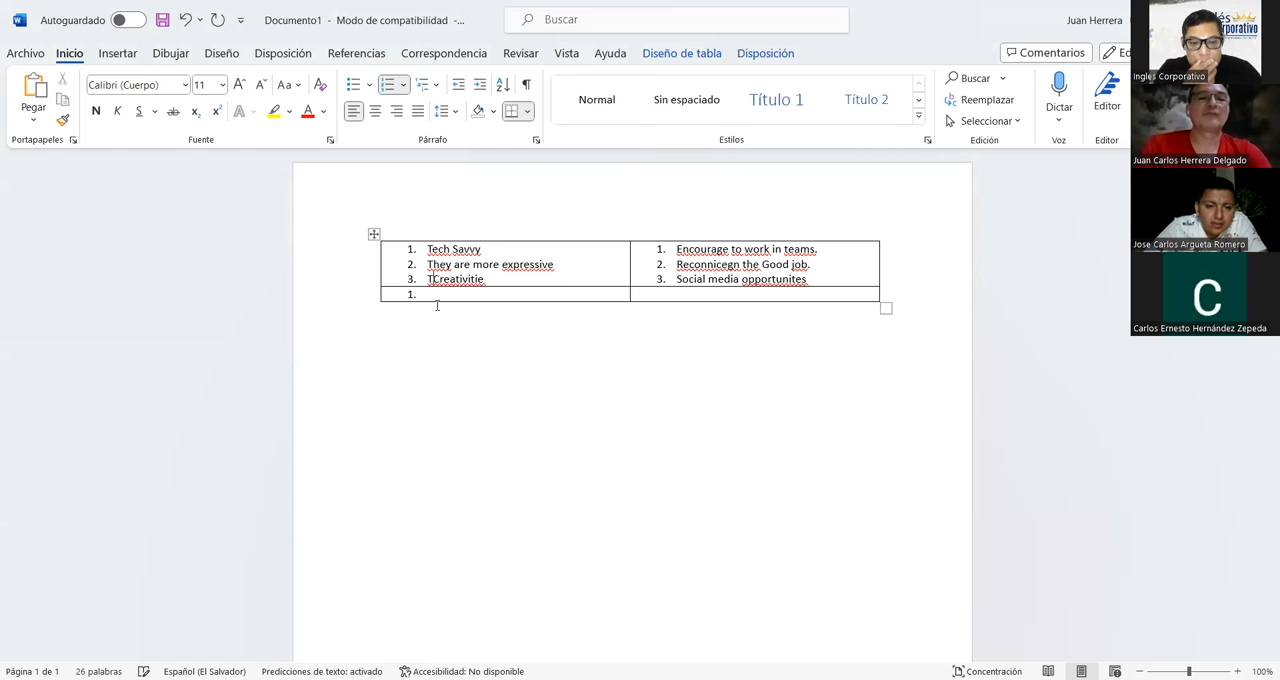 Autoguardado
Documento1 - Modo de compatibilidad -...
Buscar
Juan Herrera
Archivo Inicio Insertar Dibujar Diseño Disposición Referencias Correspondencia Revisar Vista Ayuda Diseño de tabla Disposición
Comentarios
Ed
Pegar
Portapapeles
Calibri (Cuerpo) 11
Fuente
Párrafo
Normal
Sin espaciado
Título 1
Título 2
Estilos
Buscar
Reemplazar
Seleccionar
Edición
Dictar
Voz
Editor
Editor
1. Tech Savvy
2. They are more expressive
3. TCreativitie
1. Encourage to work in teams.
2. Reconnicegn the Good job.
3. Social media opportunites
1.
Corporativo
Ingles Corporativo
Juan Carlos Herrera Delgado
Jose Carlos Argueta Romero
C
Carlos Ernesto Hernández Zepeda
Página 1 de 1
26 palabras
Español (El Salvador)
Predicciones de texto: activado
Accesibilidad: No disponible
Concentración
100%